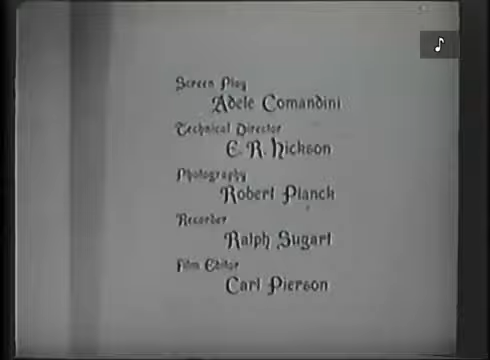 Screen Play
Adele Comandini
Technical Director
E. R. Hickson
Photography
Robert Planck
Recorder
Ralph Sugart
Film Editor
Carl Pierson